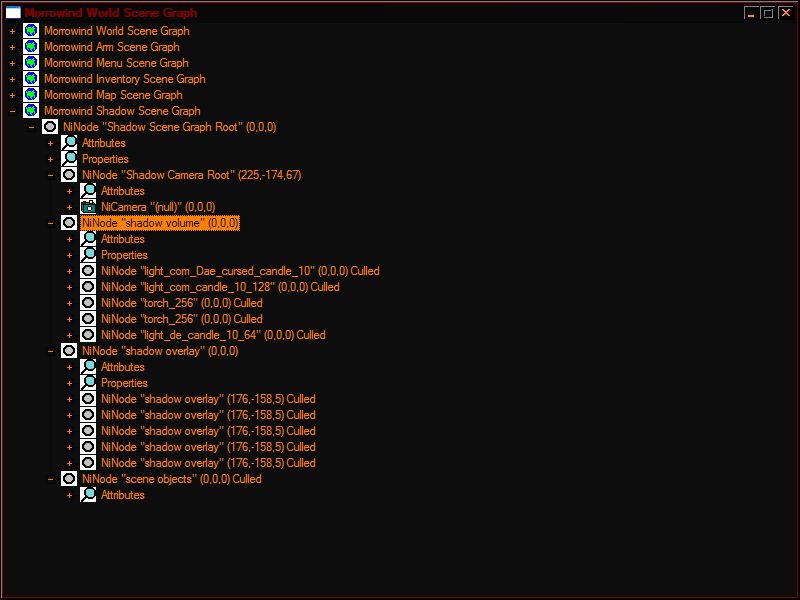 Morrowind World Scene Graph
Morrowind World Scene Graph
Morrowind Arm Scene Graph
Morrowind Menu Scene Graph
Morrowind Inventory Scene Graph
Morrowind Map Scene Graph
Morrowind Shadow Scene Graph
NiNode "Shadow Scene Graph Root" (0,0,0)
Attributes
Properties
NiNode "Shadow Camera Root" (225,-174,67)
Attributes
NiCamera "(null)" (0,0,0)
NiNode "shadow volume" (0,0,0)
Attributes
Properties
NiNode "light_com_Dae_cursed_candle_10" (0,0,0) Culled
NiNode "light_com_candle_10_128" (0,0,0) Culled
NiNode "torch_256" (0,0,0) Culled
NiNode "torch_256" (0,0,0) Culled
NiNode "light_de_candle_10_64" (0,0,0) Culled
NiNode "shadow overlay" (0,0,0)
Attributes
Properties
NiNode "shadow overlay" (176,-158,5) Culled
NiNode "shadow overlay" (176,-158,5) Culled
NiNode "shadow overlay" (176,-158,5) Culled
NiNode "shadow overlay" (176,-158,5) Culled
NiNode "shadow overlay" (176,-158,5) Culled
NiNode "scene objects" (0,0,0) Culled
Attributes